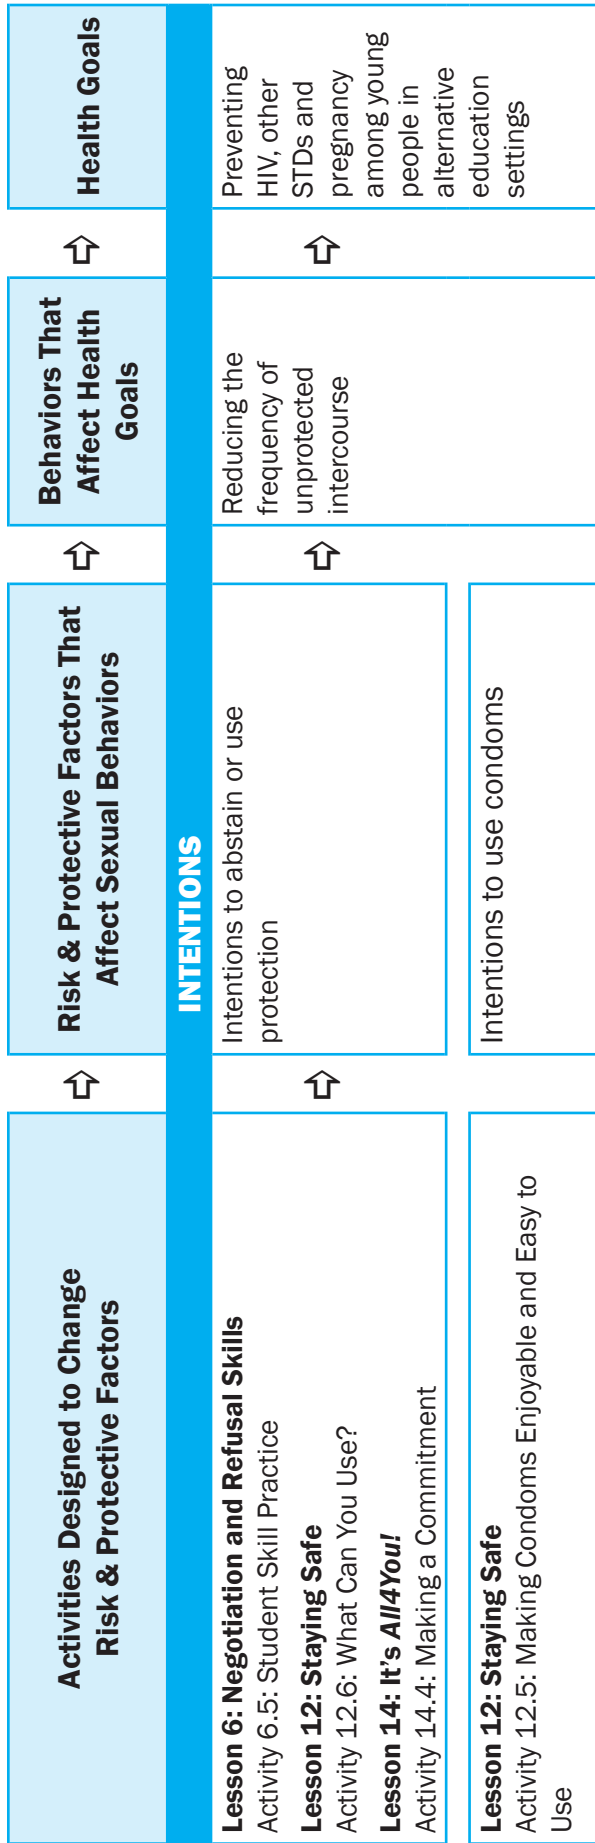 Activities Designed to Change
Risk & Protective Factors
Risk & Protective Factors That
Affect Sexual Behaviors
Behaviors That
Affect Health
Goals
Health Goals
INTENTIONS
Lesson 6: Negotiation and Refusal Skills
Activity 6.5: Student Skill Practice
Lesson 12: Staying Safe
Activity 12.6: What Can You Use?
Lesson 14: It's All4You!
Activity 14.4: Making a Commitment
Intentions to abstain or use
protection
Reducing the
frequency of
unprotected
intercourse
Preventing
HIV, other
STDs and
pregnancy
among young
people in
alternative
education
settings
Lesson 12: Staying Safe
Activity 12.5: Making Condoms Enjoyable and Easy to
Use
Intentions to use condoms